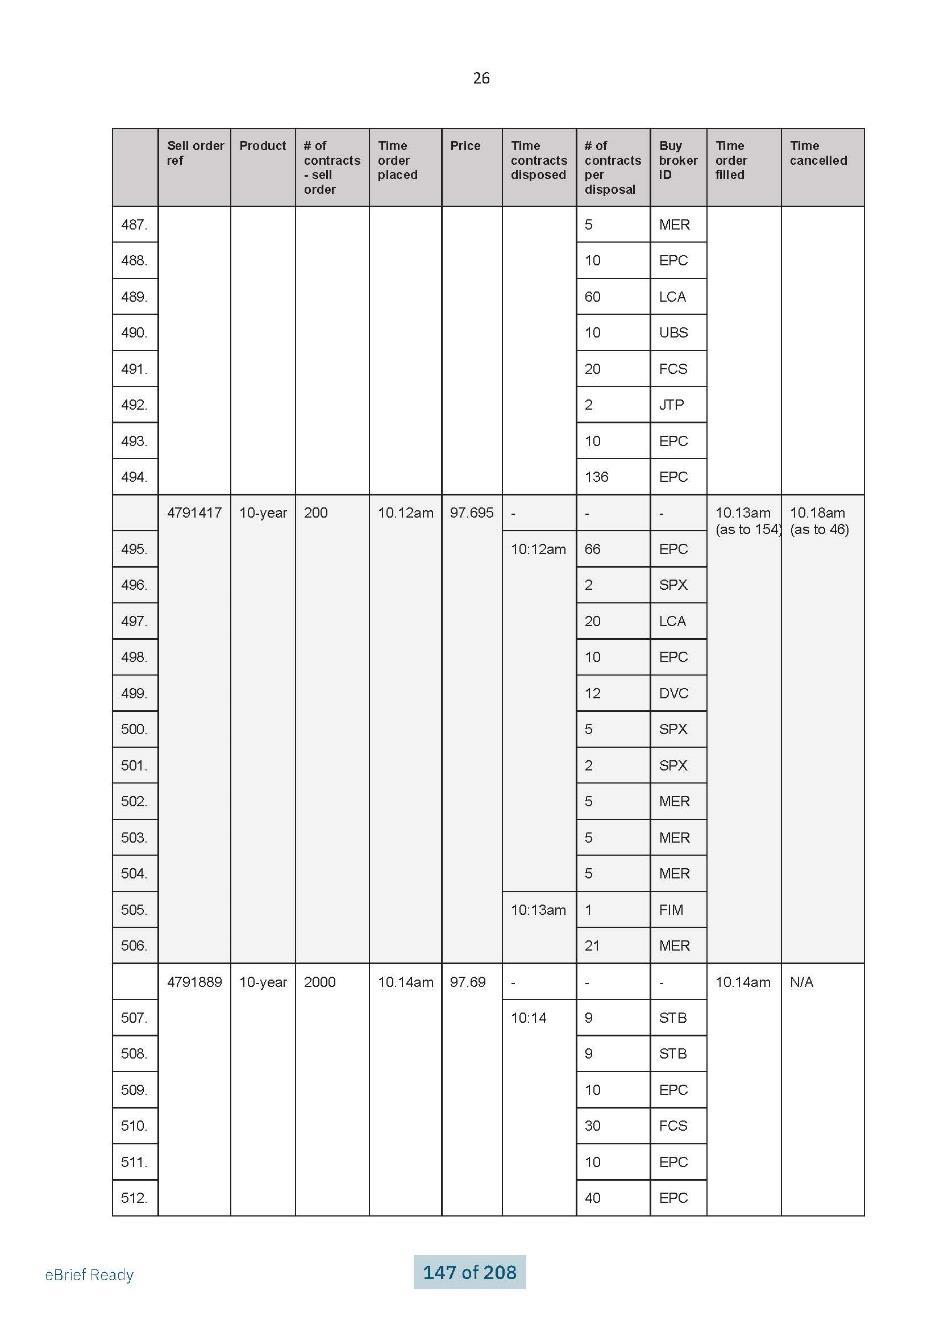 26
Sell order ref | Product | # of contracts - sell order | Time order placed | Price | Time contracts disposed | # of contracts per disposal | Buy broker ID | Time order filled | Time cancelled
487. 5 MER
488. 10 EPC
489. 60 LCA
490. 10 UBS
491. 20 FCS
492. 2 JTP
493. 10 EPC
494. 136 EPC
4791417 10-year 200 10.12am 97.695 - - - 10.13am (as to 154) 10.18am (as to 46)
495. 10:12am 66 EPC
496. 2 SPX
497. 20 LCA
498. 10 EPC
499. 12 DVC
500. 5 SPX
501. 2 SPX
502. 5 MER
503. 5 MER
504. 5 MER
505. 10:13am 1 FIM
506. 21 MER
4791889 10-year 2000 10.14am 97.69 - - - 10.14am N/A
507. 10:14 9 STB
508. 9 STB
509. 10 EPC
510. 30 FCS
511. 10 EPC
512. 40 EPC
eBrief Ready
147 of 208